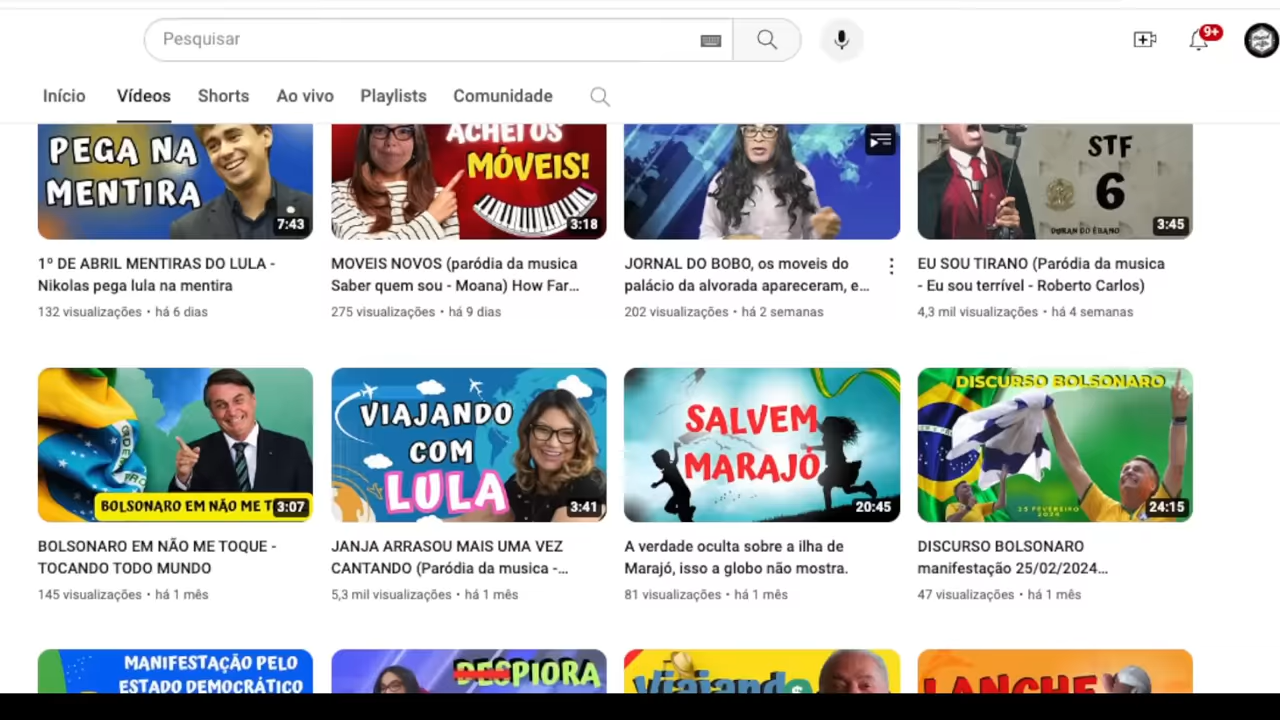 Pesquisar
9+
Início
Vídeos
Shorts
Ao vivo
Playlists
Comunidade
PEGA NA
MENTIRA
7:43
ACHEI OS
MÓVEIS!
3:18
STF
6
3:45
1º DE ABRIL MENTIRAS DO LULA -
Nikolas pega lula na mentira
132 visualizações • há 6 dias
MOVEIS NOVOS (paródia da musica
Saber quem sou - Moana) How Far...
275 visualizações • há 9 dias
JORNAL DO BOBO, os moveis do
palácio da alvorada apareceram, e...
202 visualizações • há 2 semanas
EU SOU TIRANO (Paródia da musica
- Eu sou terrível - Roberto Carlos)
4,3 mil visualizações • há 4 semanas
BOLSONARO EM NÃO ME T
3:07
VIAJANDO
COM
LULA
3:41
SALVEM
MARAJÓ
20:45
DISCURSO BOLSONARO
25 FEVEREIRO
2024
24:15
BOLSONARO EM NÃO ME TOQUE -
TOCANDO TODO MUNDO
145 visualizações • há 1 mês
JANJA ARRASOU MAIS UMA VEZ
CANTANDO (Paródia da musica -...
5,3 mil visualizações • há 1 mês
A verdade oculta sobre a ilha de
Marajó, isso a globo não mostra.
81 visualizações • há 1 mês
DISCURSO BOLSONARO
manifestação 25/02/2024...
47 visualizações • há 1 mês
MANIFESTAÇÃO PELO
ESTADO DEMOCRÁTICO
DESPIORA
Viajando
LANCHE